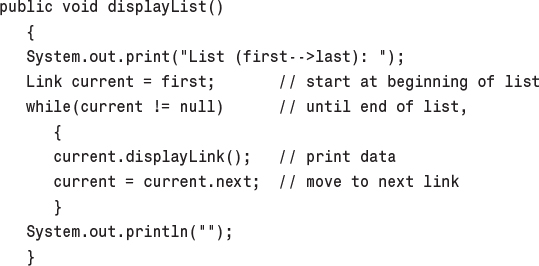 public void displayList()
{
System.out.print("List (first-->last): ");
Link current = first; // start at beginning of list
while(current != null) // until end of list,
{
current.displayLink(); // print data
current = current.next; // move to next link
}
System.out.println("");
}